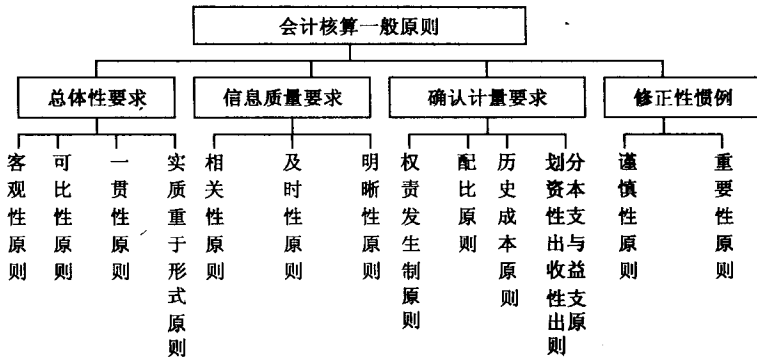 会计核算一般原则
总体性要求
信息质量要求
确认计量要求
修正性惯例
客观性原则
可比性原则
一贯性原则
实质重于形式原则
相关性原则
及时性原则
明晰性原则
权责发生制原则
配比原则
历史成本原则
划分资本性支出与收益性支出原则
谨慎性原则
重要性原则